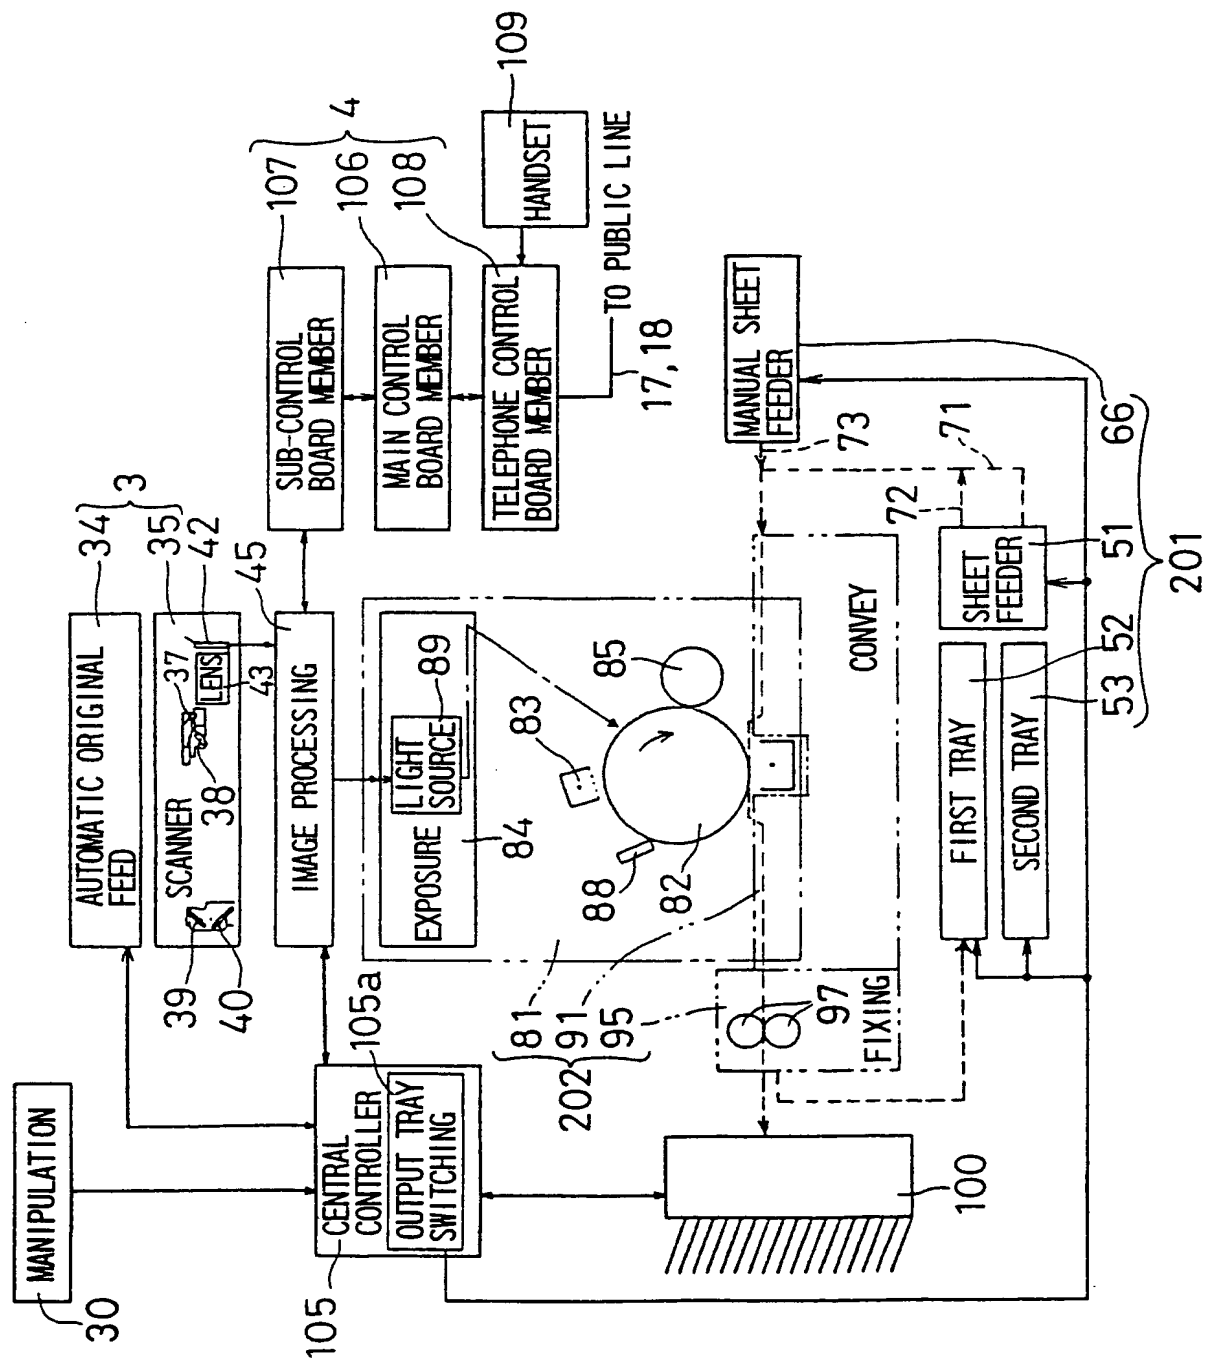 MANIPULATION
30
CENTRAL
CONTROLLER
OUTPUT TRAY
SWITCHING
105
105a
AUTOMATIC ORIGINAL
FEED
34
3
SCANNER
35
37
38
39
40
LENS
42
43
IMAGE PROCESSING
45
EXPOSURE
LIGHT
SOURCE
89
84
SUB-CONTROL
BOARD MEMBER
107
MAIN CONTROL
BOARD MEMBER
106
4
TELEPHONE CONTROL
BOARD MEMBER
108
HANDSET
109
TO PUBLIC LINE
17, 18
83
85
88
82
81
91
95
202
97
FIXING
CONVEY
MANUAL SHEET
FEEDER
73
66
71
72
SHEET
FEEDER
51
FIRST TRAY
52
SECOND TRAY
53
201
100